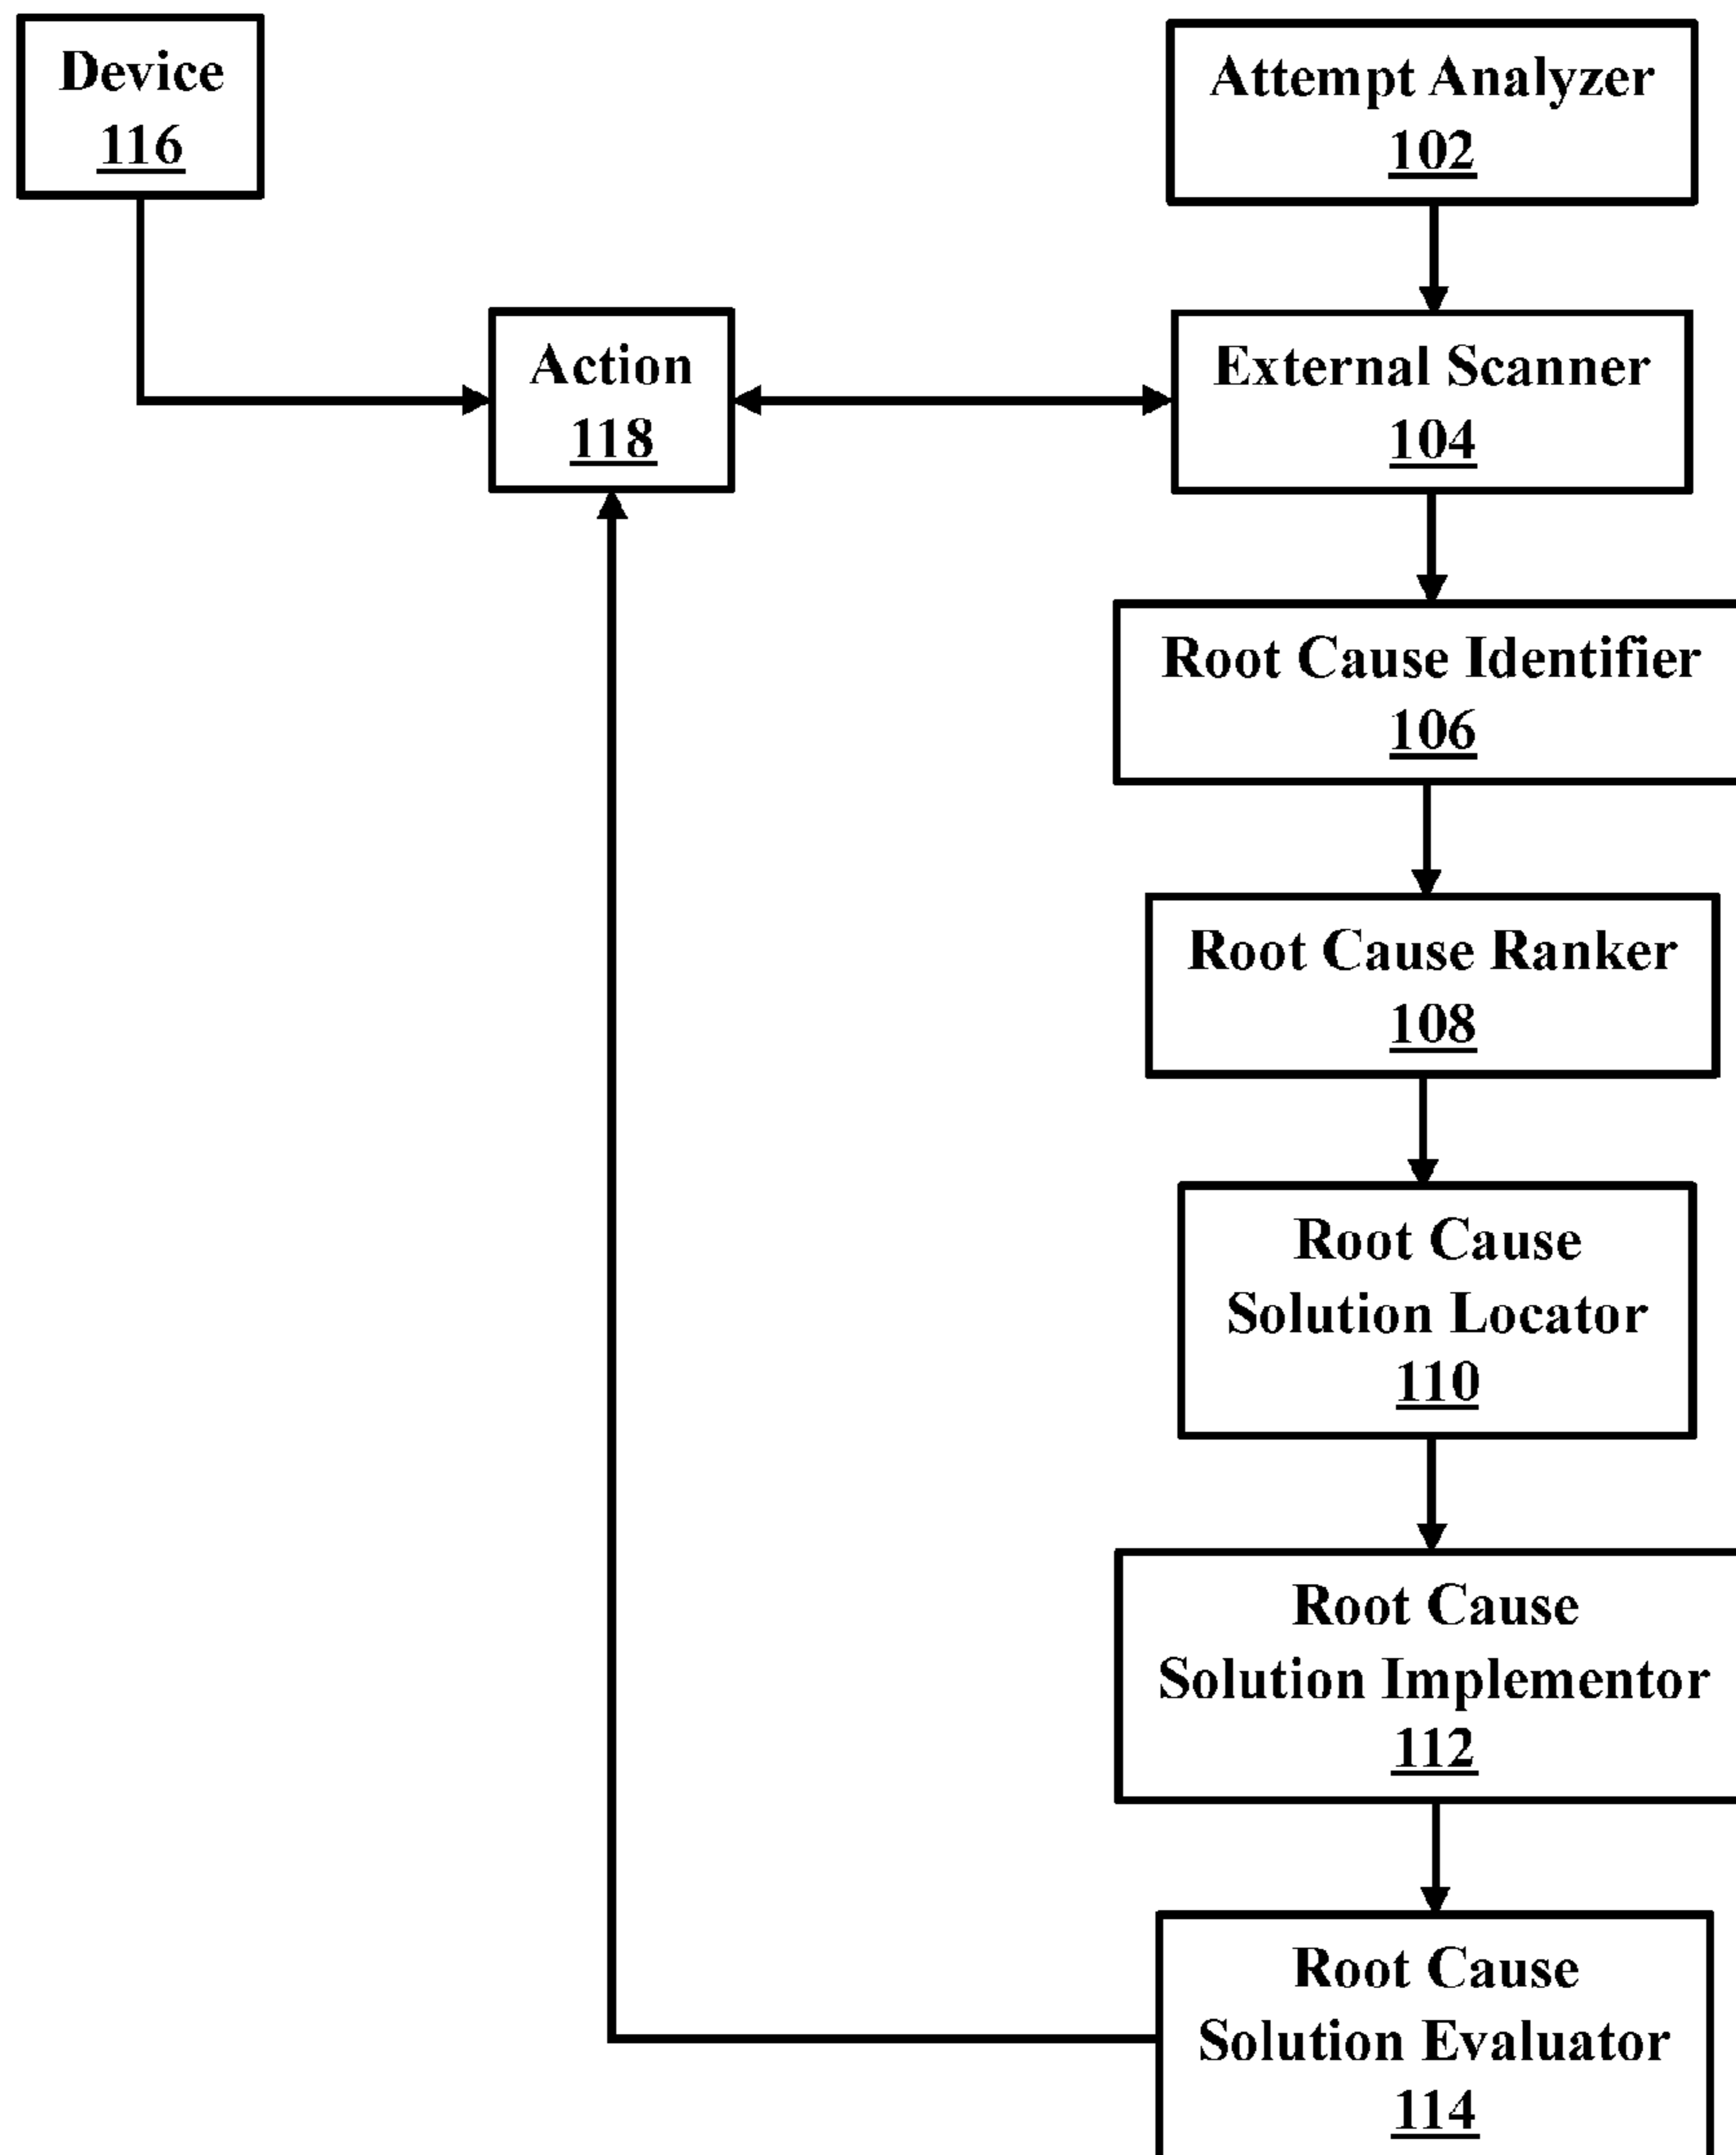 Device
116
Attempt Analyzer
102
Action
118
External Scanner
104
Root Cause Identifier
106
Root Cause Ranker
108
Root Cause
Solution Locator
110
Root Cause
Solution Implementor
112
Root Cause
Solution Evaluator
114